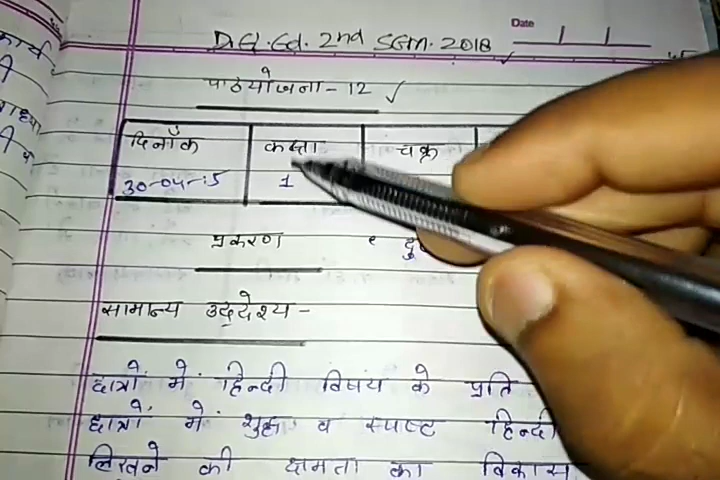 Date
D.El.Ed. 2nd SEM. 2018
पाठयोजना - 12
दिनाँक कक्षा चक्र
30-04-15 1
प्रकरण
सामान्य उद्देश्य -
छात्रों में हिन्दी विषय के प्रति
छात्रों में शुद्ध व स्पष्ट हिन्दी
लिखने की क्षमता का विकास